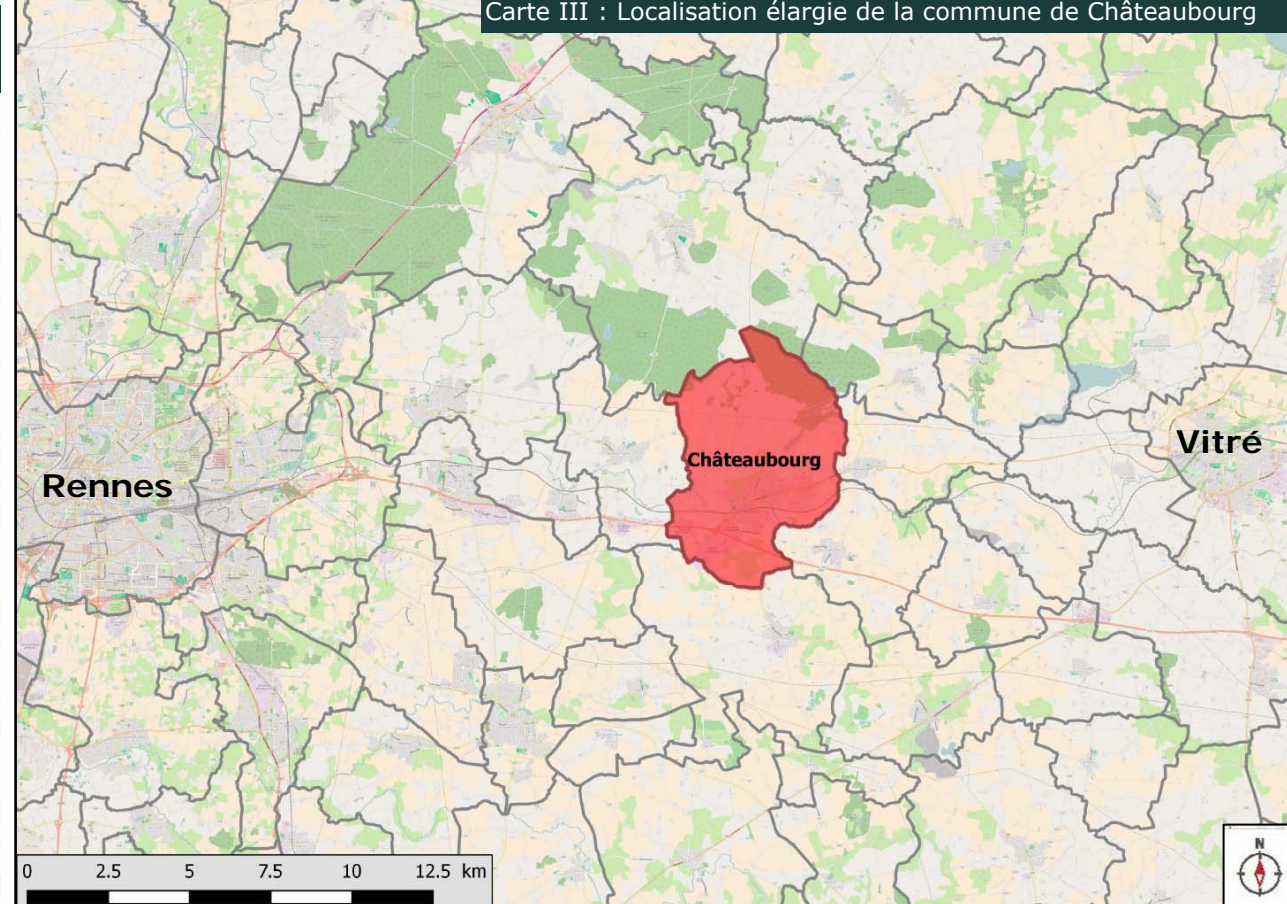 Carte III : Localisation élargie de la commune de Châteaubourg
Vitré
Châteaubourg
Rennes
N
0 2.5 5 7.5 10 12.5 km